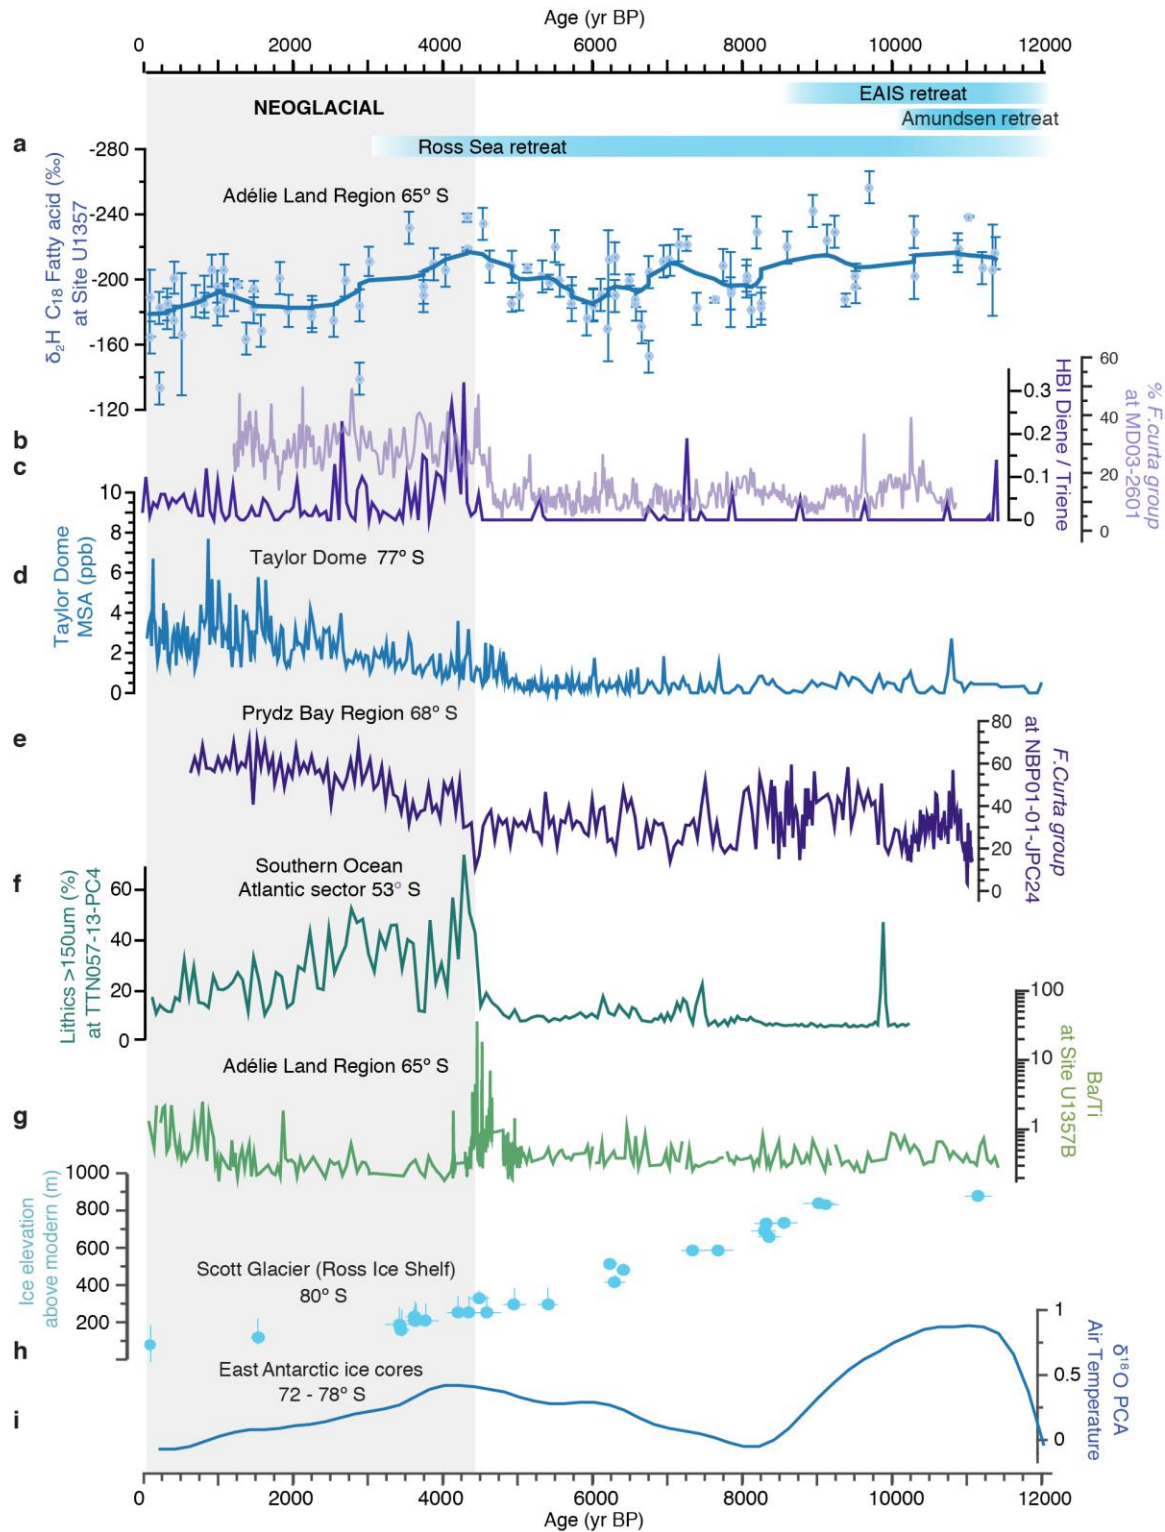 Age (yr BP)
0 2000 4000 6000 8000 10000 12000
NEOGLACIAL
EAIS retreat
Amundsen retreat
Ross Sea retreat
a
-280
-240
-200
-160
-120
δ₂H C₁₈ Fatty acid (‰)
at Site U1357
Adélie Land Region 65º S
b
c
0.3
0.2
0.1
0
HBI Diene / Triene
60
40
20
0
% F.curta group
at MD03-2601
d
10
8
6
4
2
0
Taylor Dome
MSA (ppb)
Taylor Dome 77º S
e
Prydz Bay Region 68º S
80
60
40
20
0
F.Curta group
at NBP01-01-JPC24
f
Southern Ocean
Atlantic sector 53º S
60
40
20
0
Lithics >150um (%)
at TTN057-13-PC4
g
Adélie Land Region 65º S
100
10
1
Ba/Ti
at Site U1357B
h
1000
800
600
400
200
Ice elevation
above modern (m)
Scott Glacier (Ross Ice Shelf)
80º S
i
East Antarctic ice cores
72 - 78º S
1
0.5
0
δ¹⁸O PCA
Air Temperature
0 2000 4000 6000 8000 10000 12000
Age (yr BP)